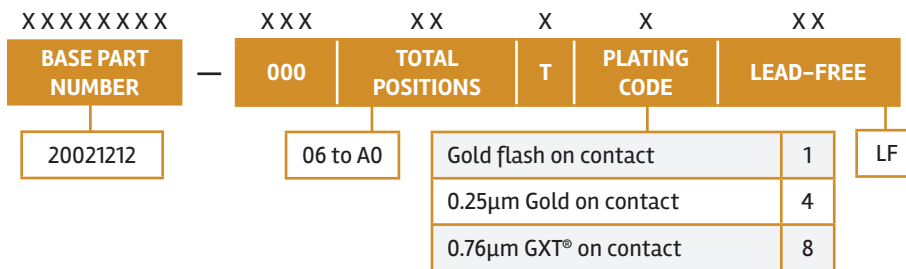 XXXXXXXX XXX XX X X XX
BASE PART NUMBER — 000 TOTAL POSITIONS T PLATING CODE LEAD-FREE
20021212 06 to A0 Gold flash on contact 1 LF
0.25µm Gold on contact 4
0.76µm GXT® on contact 8